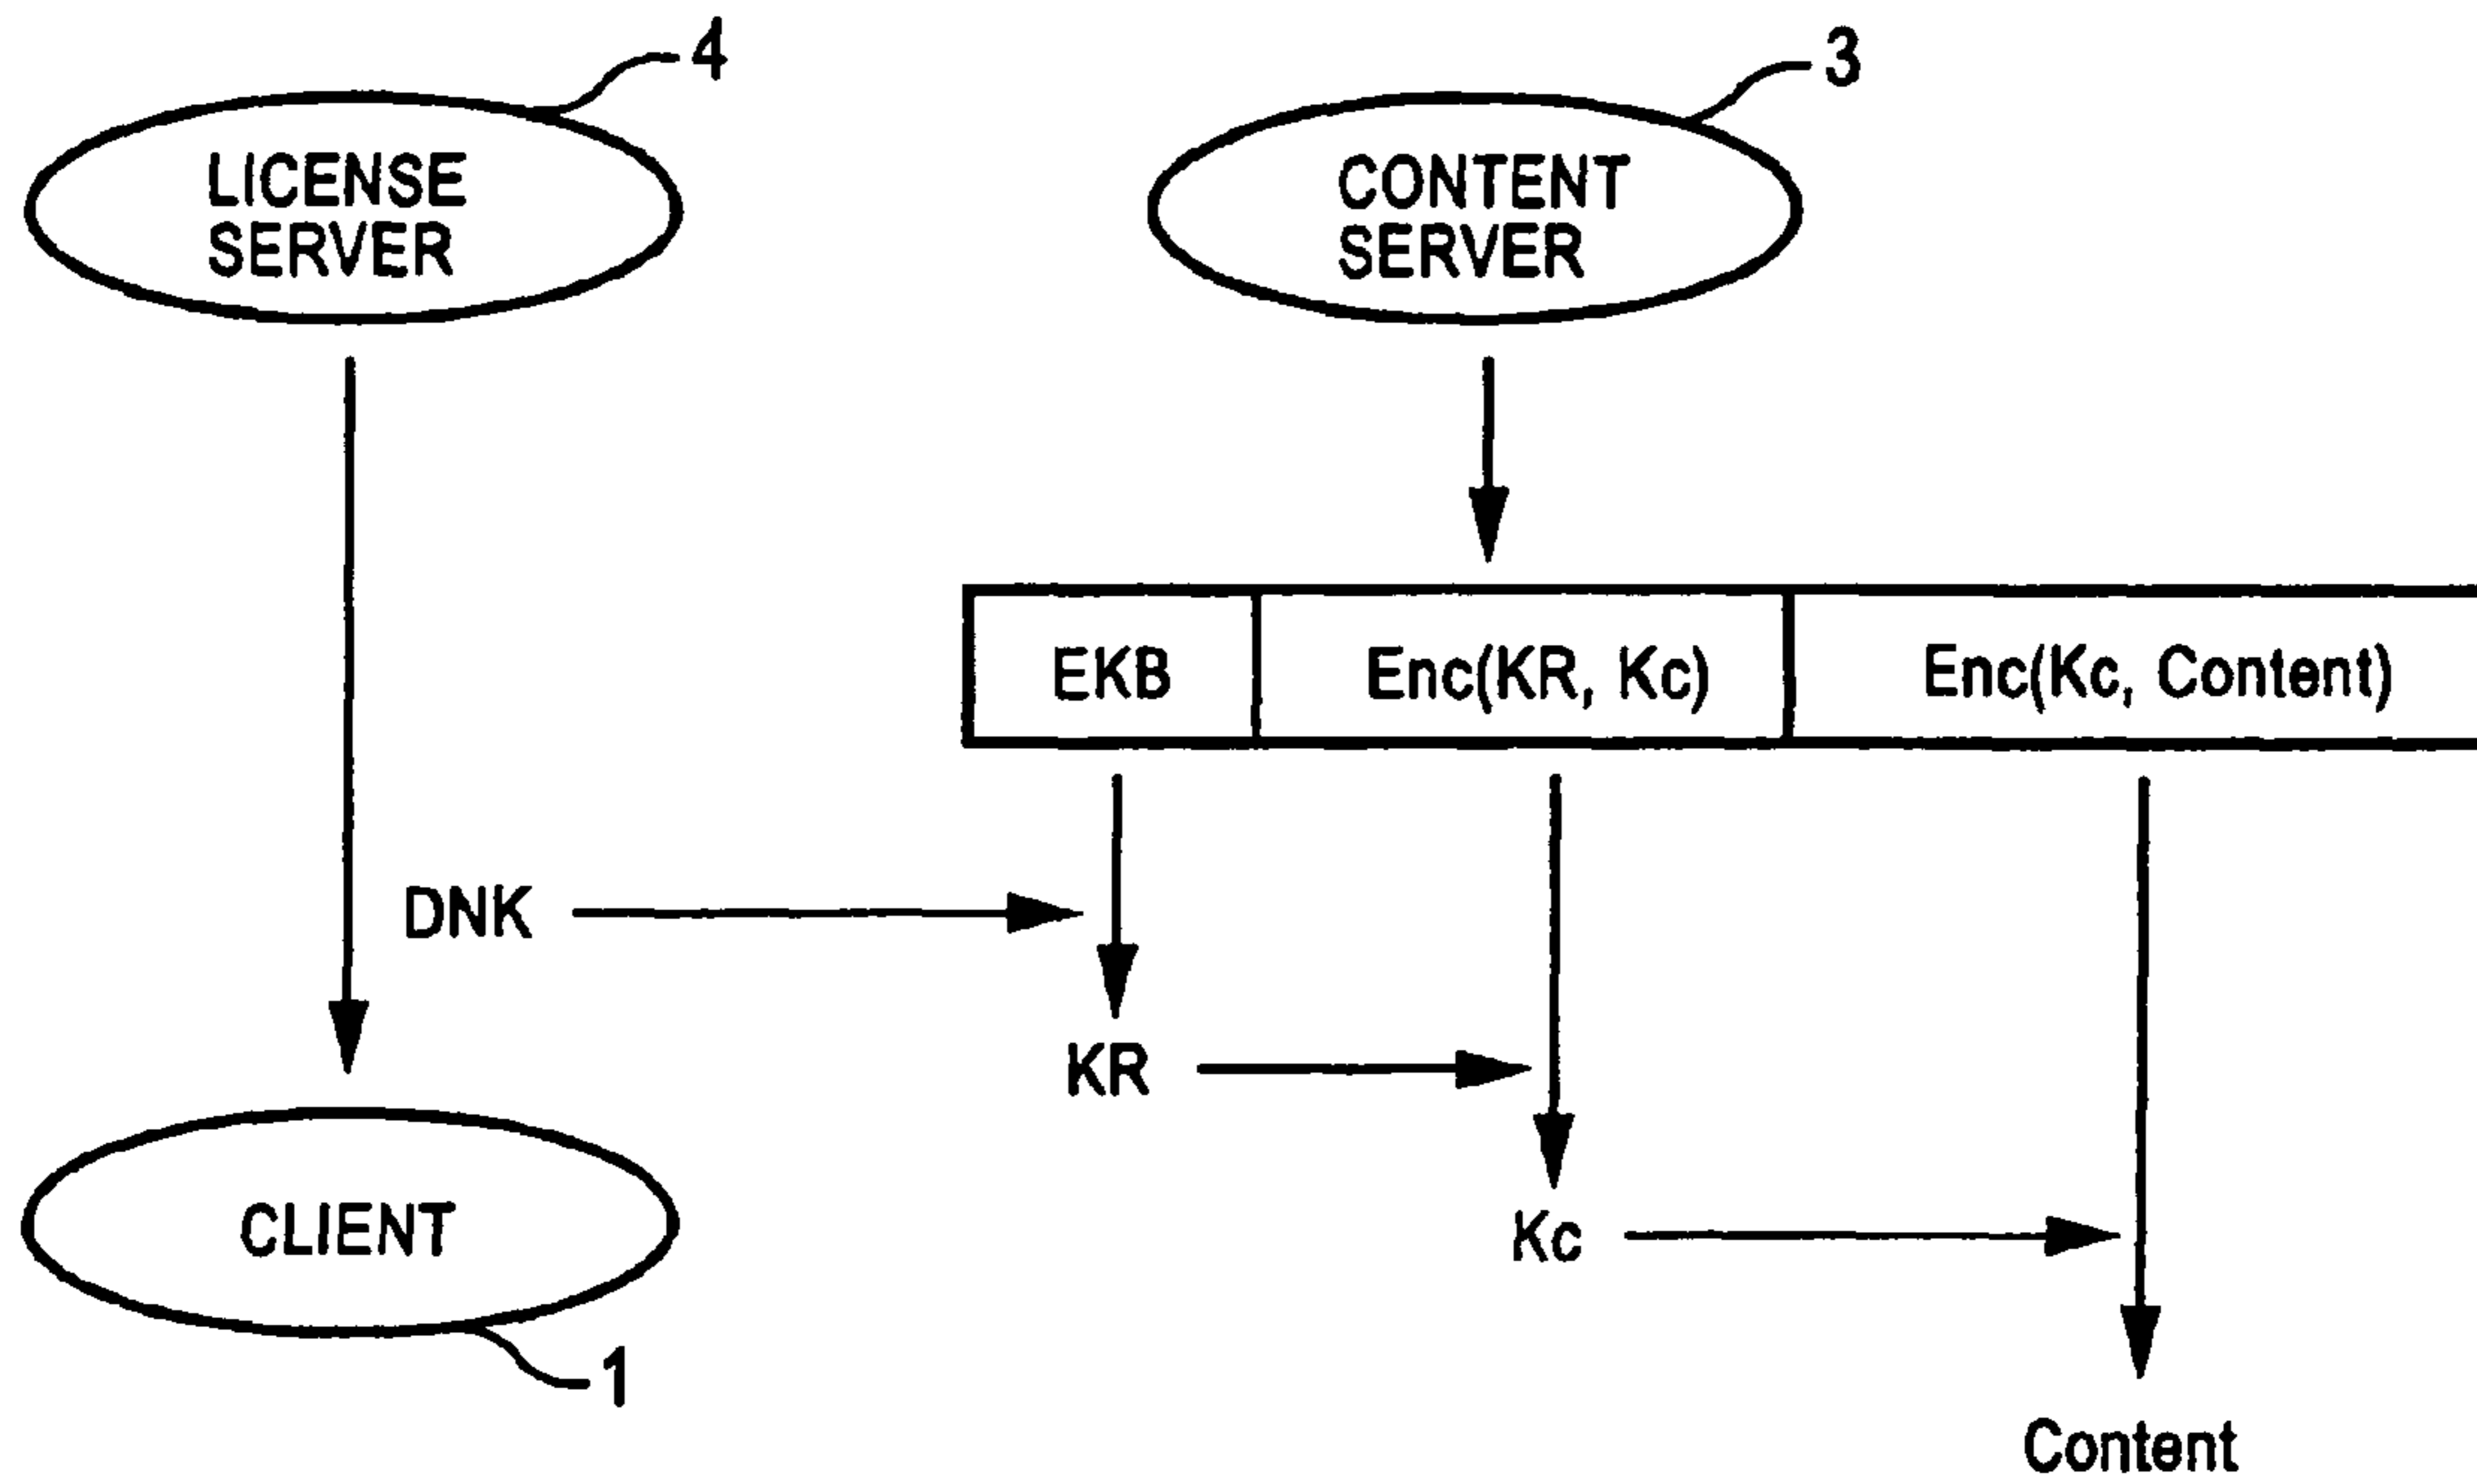 4
3
LICENSE
SERVER
CONTENT
SERVER
EKB
Enc(KR, Kc)
Enc(Kc, Content)
DNK
KR
Kc
CLIENT
1
Content